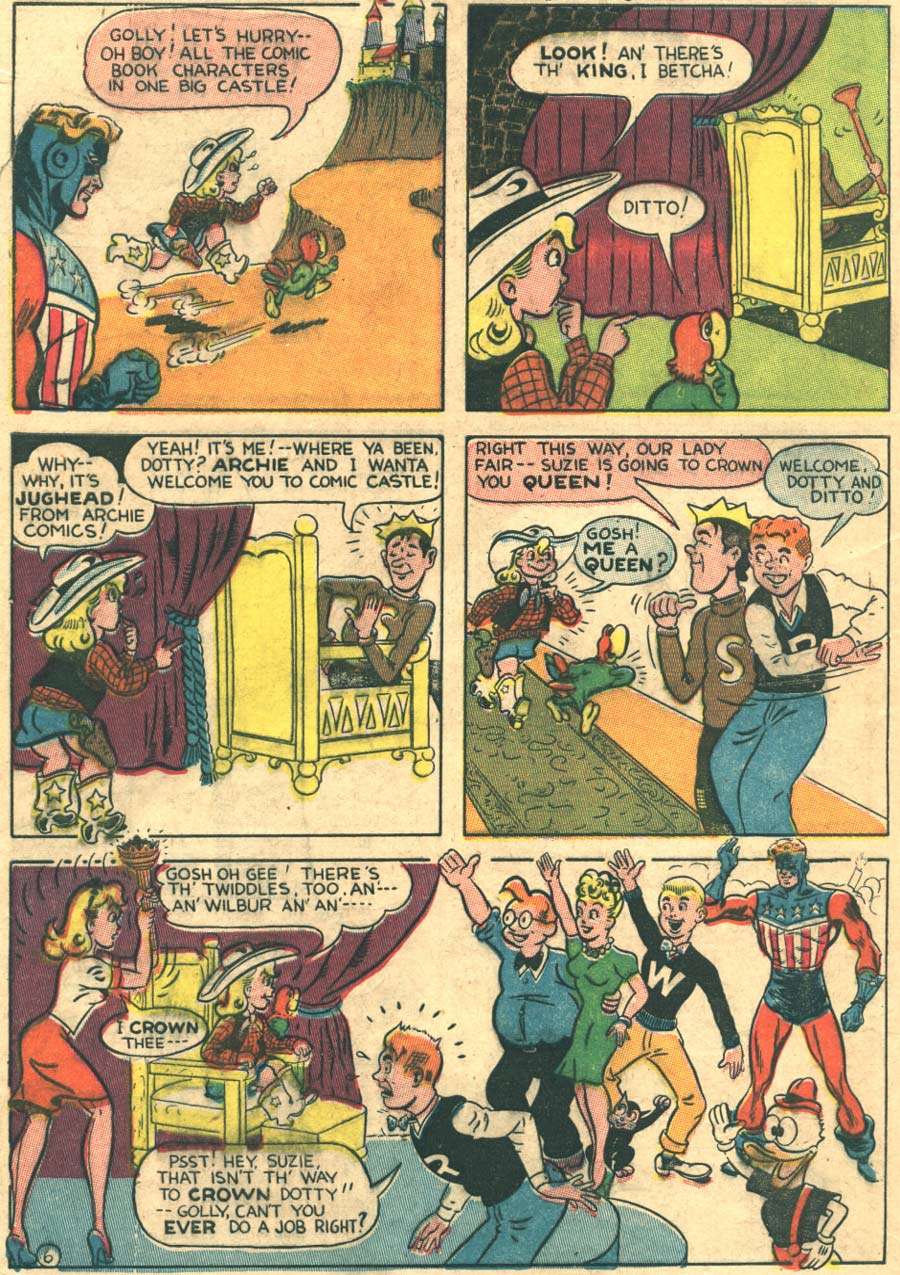 GOLLY! LET'S HURRY--
OH BOY! ALL THE COMIC
BOOK CHARACTERS
IN ONE BIG CASTLE!
LOOK! AN' THERE'S
TH' KING, I BETCHA!
DITTO!
WHY--
WHY, IT'S
JUGHEAD!
FROM ARCHIE
COMICS!
YEAH! IT'S ME!--WHERE YA BEEN,
DOTTY? ARCHIE AND I WANTA
WELCOME YOU TO COMIC CASTLE!
S
RIGHT THIS WAY, OUR LADY
FAIR-- SUZIE IS GOING TO CROWN
YOU QUEEN!
GOSH!
ME A
QUEEN?
WELCOME,
DOTTY AND
DITTO!
S
R
GOSH OH GEE! THERE'S
TH' TWIDDLES, TOO. AN'---
AN' WILBUR AN' AN'----
I CROWN
THEE---
W
R
PSST! HEY, SUZIE,
THAT ISN'T TH' WAY
TO CROWN DOTTY!!
--GOLLY, CAN'T YOU
EVER DO A JOB RIGHT?
6